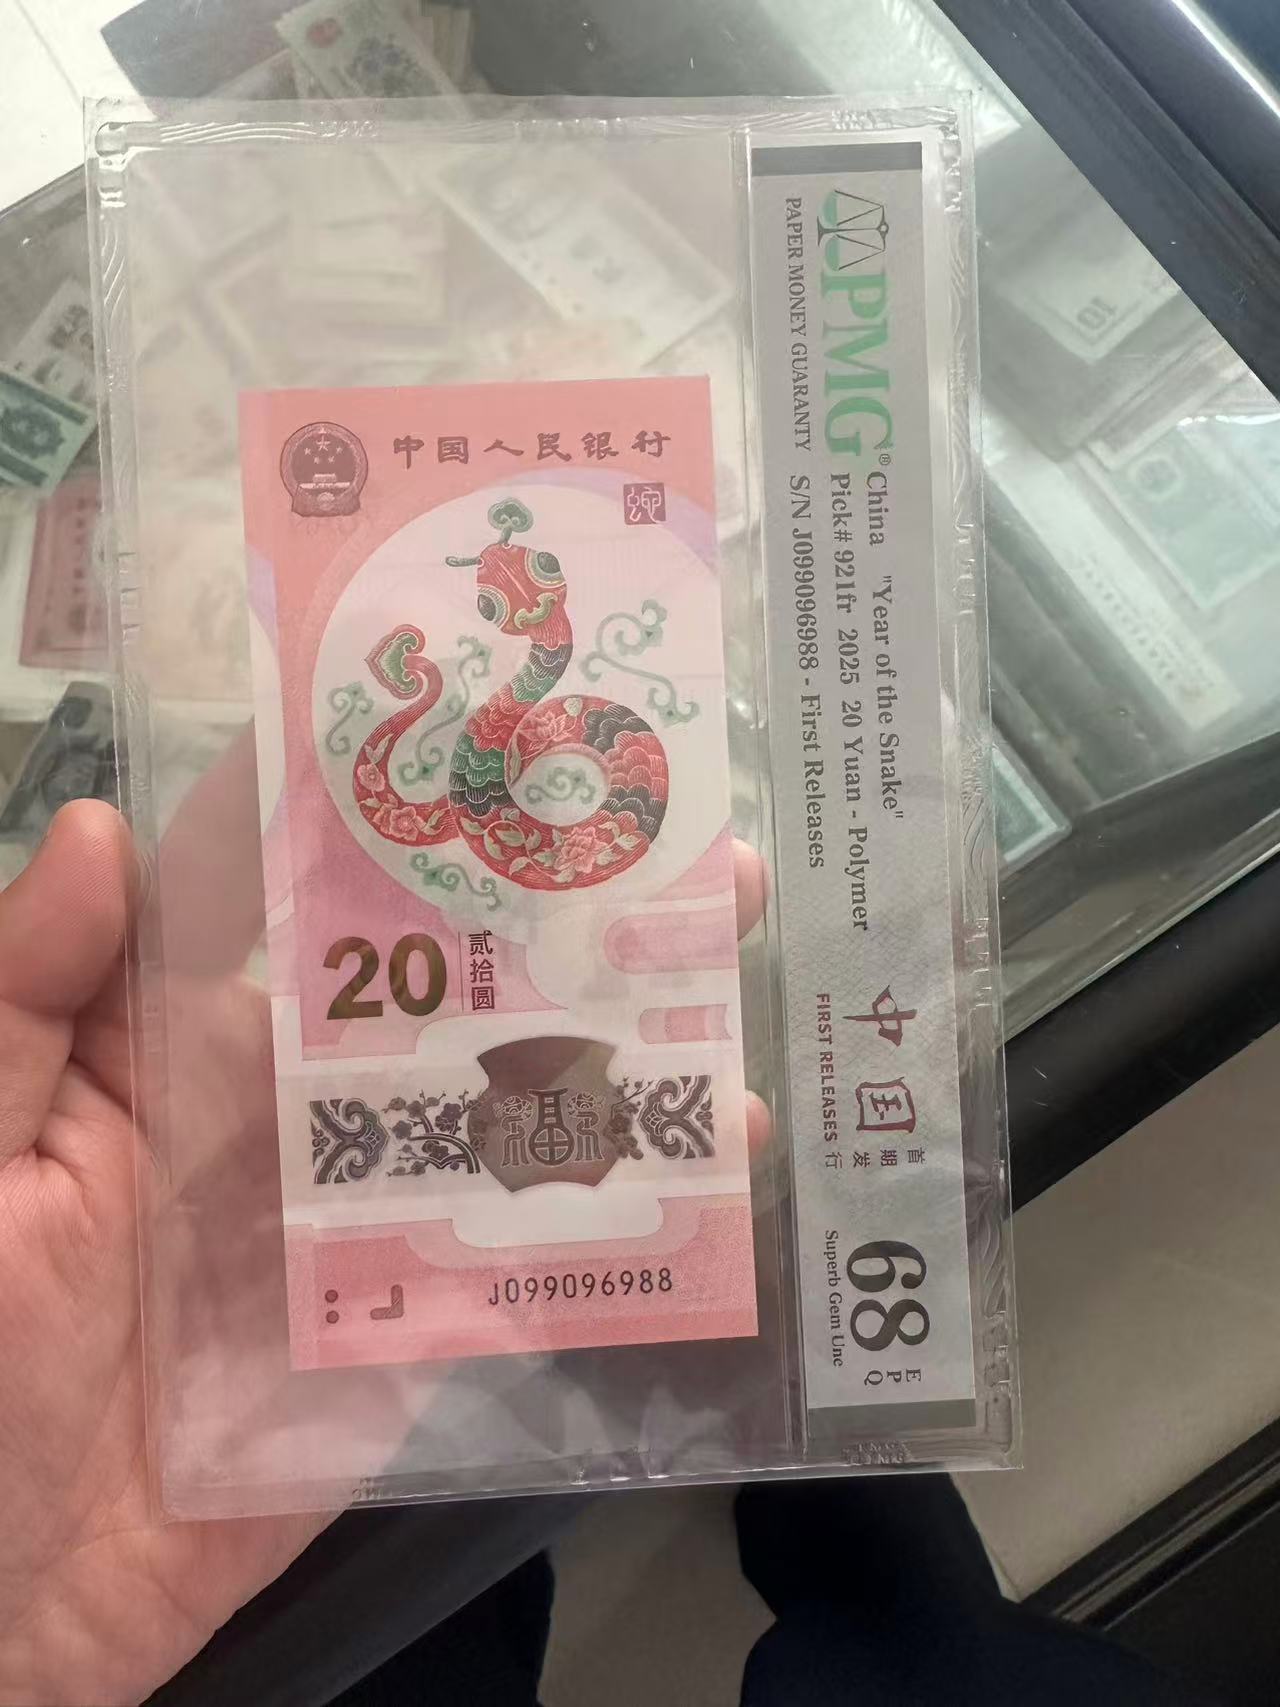 中国人民银行
蛇
20
贰拾圆
福
J099096988
PMG®
PAPER MONEY GUARANTY
China "Year of the Snake"
Pick# 921fr 2025 20 Yuan - Polymer
S/N J099096988 - First Releases
中国
首期发行
FIRST RELEASES
68
EPQ
Superb Gem Unc
10